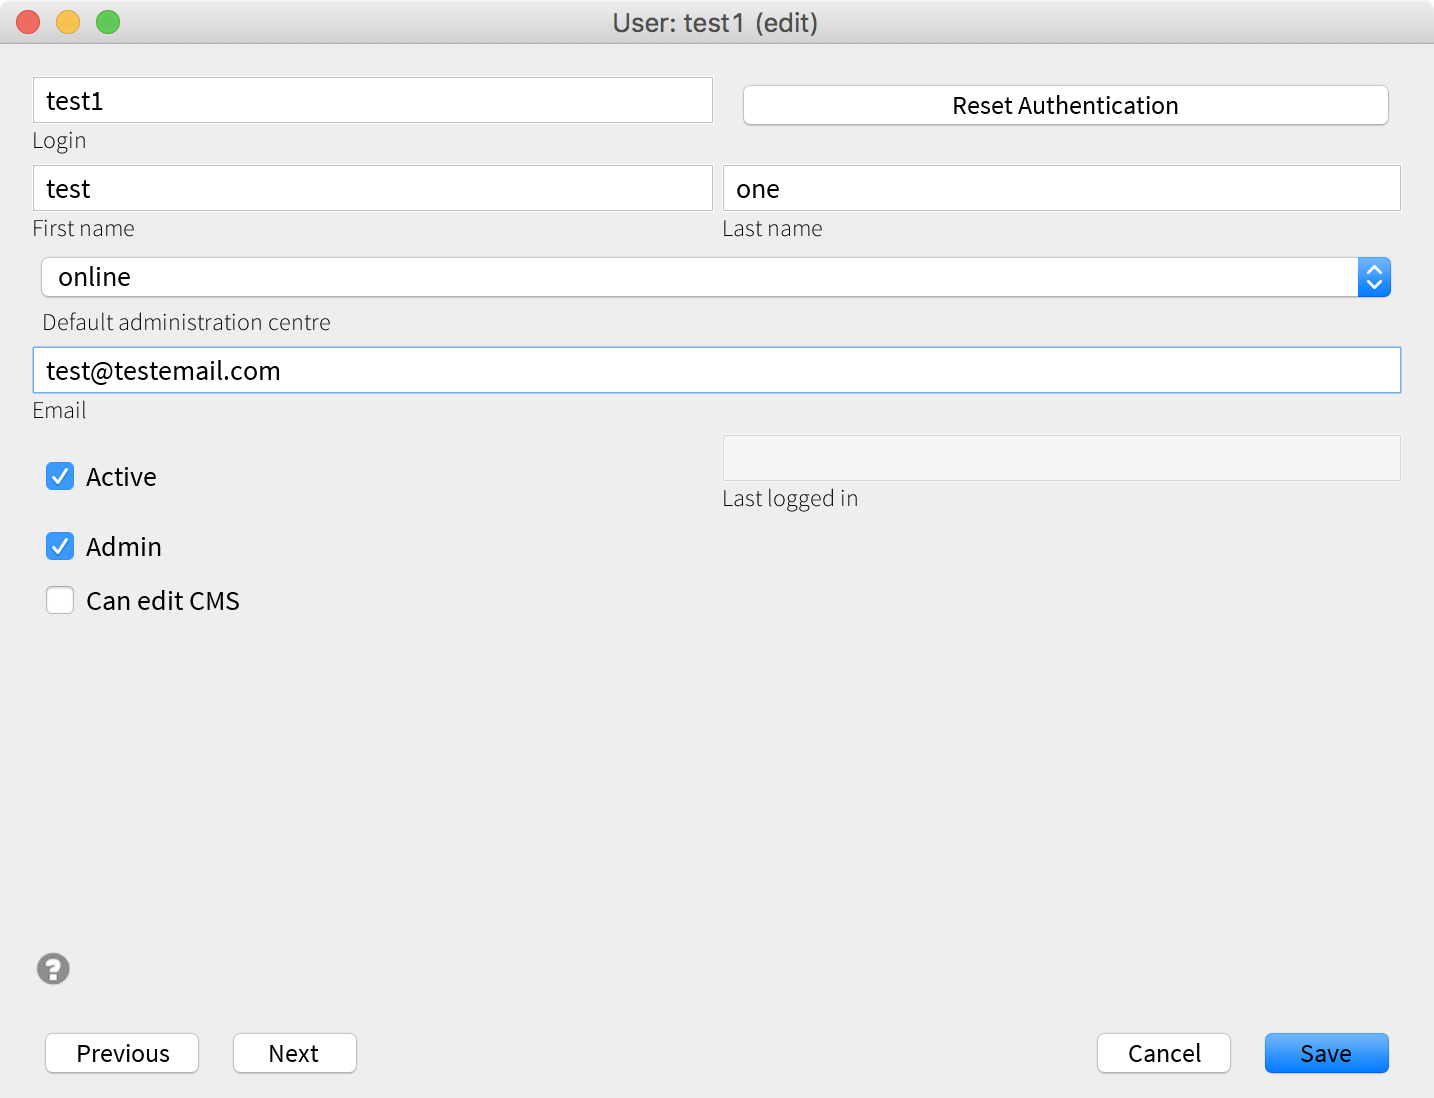 User: test1 (edit)
test1
Reset Authentication
Login
test
one
First name
Last name
online
Default administration centre
test@testemail.com
Email
Active
Last logged in
Admin
Can edit CMS
?
Previous
Next
Cancel
Save